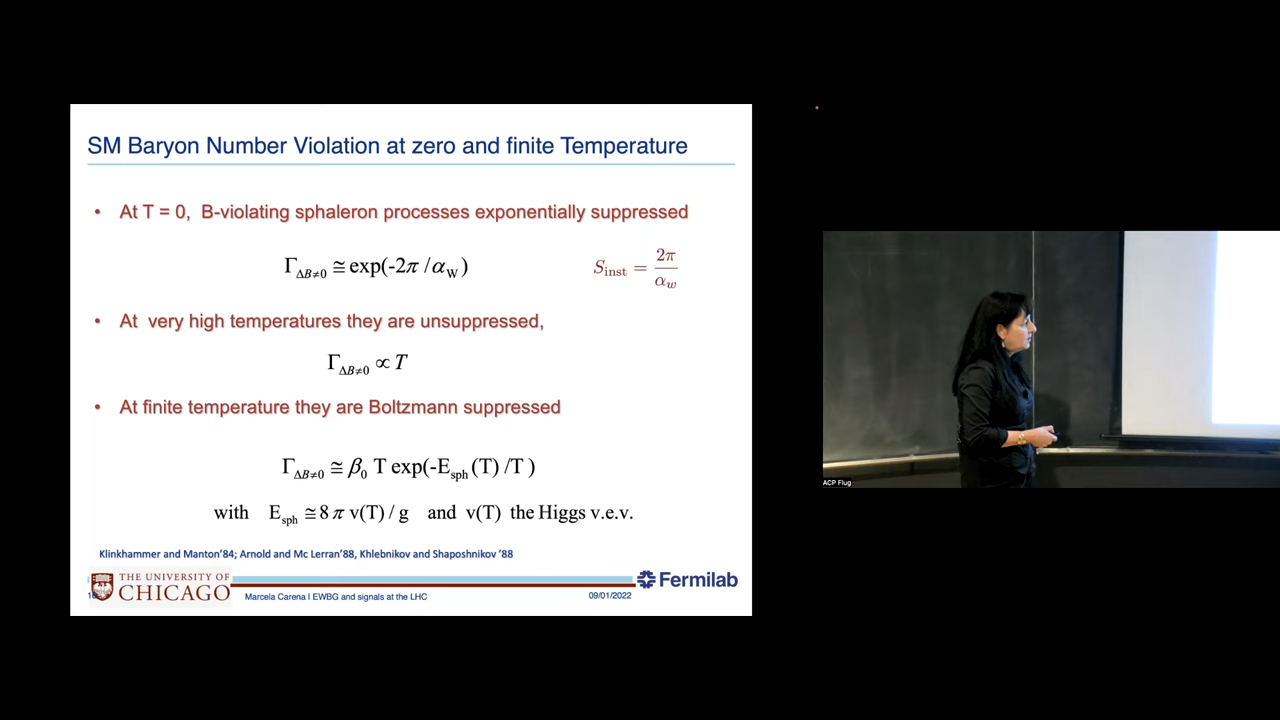 SM Baryon Number Violation at zero and finite Temperature
• At T = 0, B-violating sphaleron processes exponentially suppressed
Γ_{ΔB≠0} ≅ exp(-2π /α_W)
S_inst = 2π/α_w
• At very high temperatures they are unsuppressed,
Γ_{ΔB≠0} ∝ T
• At finite temperature they are Boltzmann suppressed
Γ_{ΔB≠0} ≅ β_0 T exp(-E_sph(T) /T )
with E_sph ≅ 8 π v(T) / g and v(T) the Higgs v.e.v.
Klinkhammer and Manton'84; Arnold and Mc Lerran'88, Khlebnikov and Shaposhnikov '88
THE UNIVERSITY OF
CHICAGO
Marcela Carena I EWBG and signals at the LHC
09/01/2022
Fermilab
ACP Flug